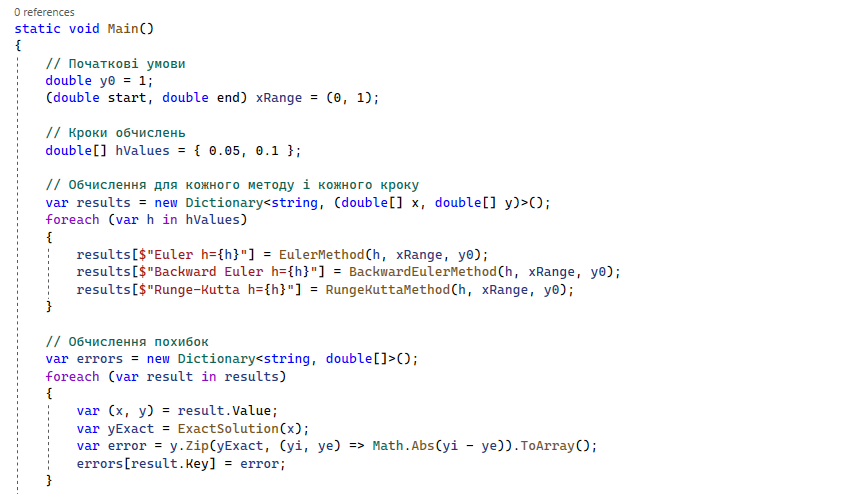 0 references
static void Main()
{
    // Початкові умови
    double y0 = 1;
    (double start, double end) xRange = (0, 1);

    // Кроки обчислень
    double[] hValues = { 0.05, 0.1 };

    // Обчислення для кожного методу і кожного кроку
    var results = new Dictionary<string, (double[] x, double[] y)>();
    foreach (var h in hValues)
    {
        results[$"Euler h={h}"] = EulerMethod(h, xRange, y0);
        results[$"Backward Euler h={h}"] = BackwardEulerMethod(h, xRange, y0);
        results[$"Runge-Kutta h={h}"] = RungeKuttaMethod(h, xRange, y0);
    }

    // Обчислення похибок
    var errors = new Dictionary<string, double[]>();
    foreach (var result in results)
    {
        var (x, y) = result.Value;
        var yExact = ExactSolution(x);
        var error = y.Zip(yExact, (yi, ye) => Math.Abs(yi - ye)).ToArray();
        errors[result.Key] = error;
    }